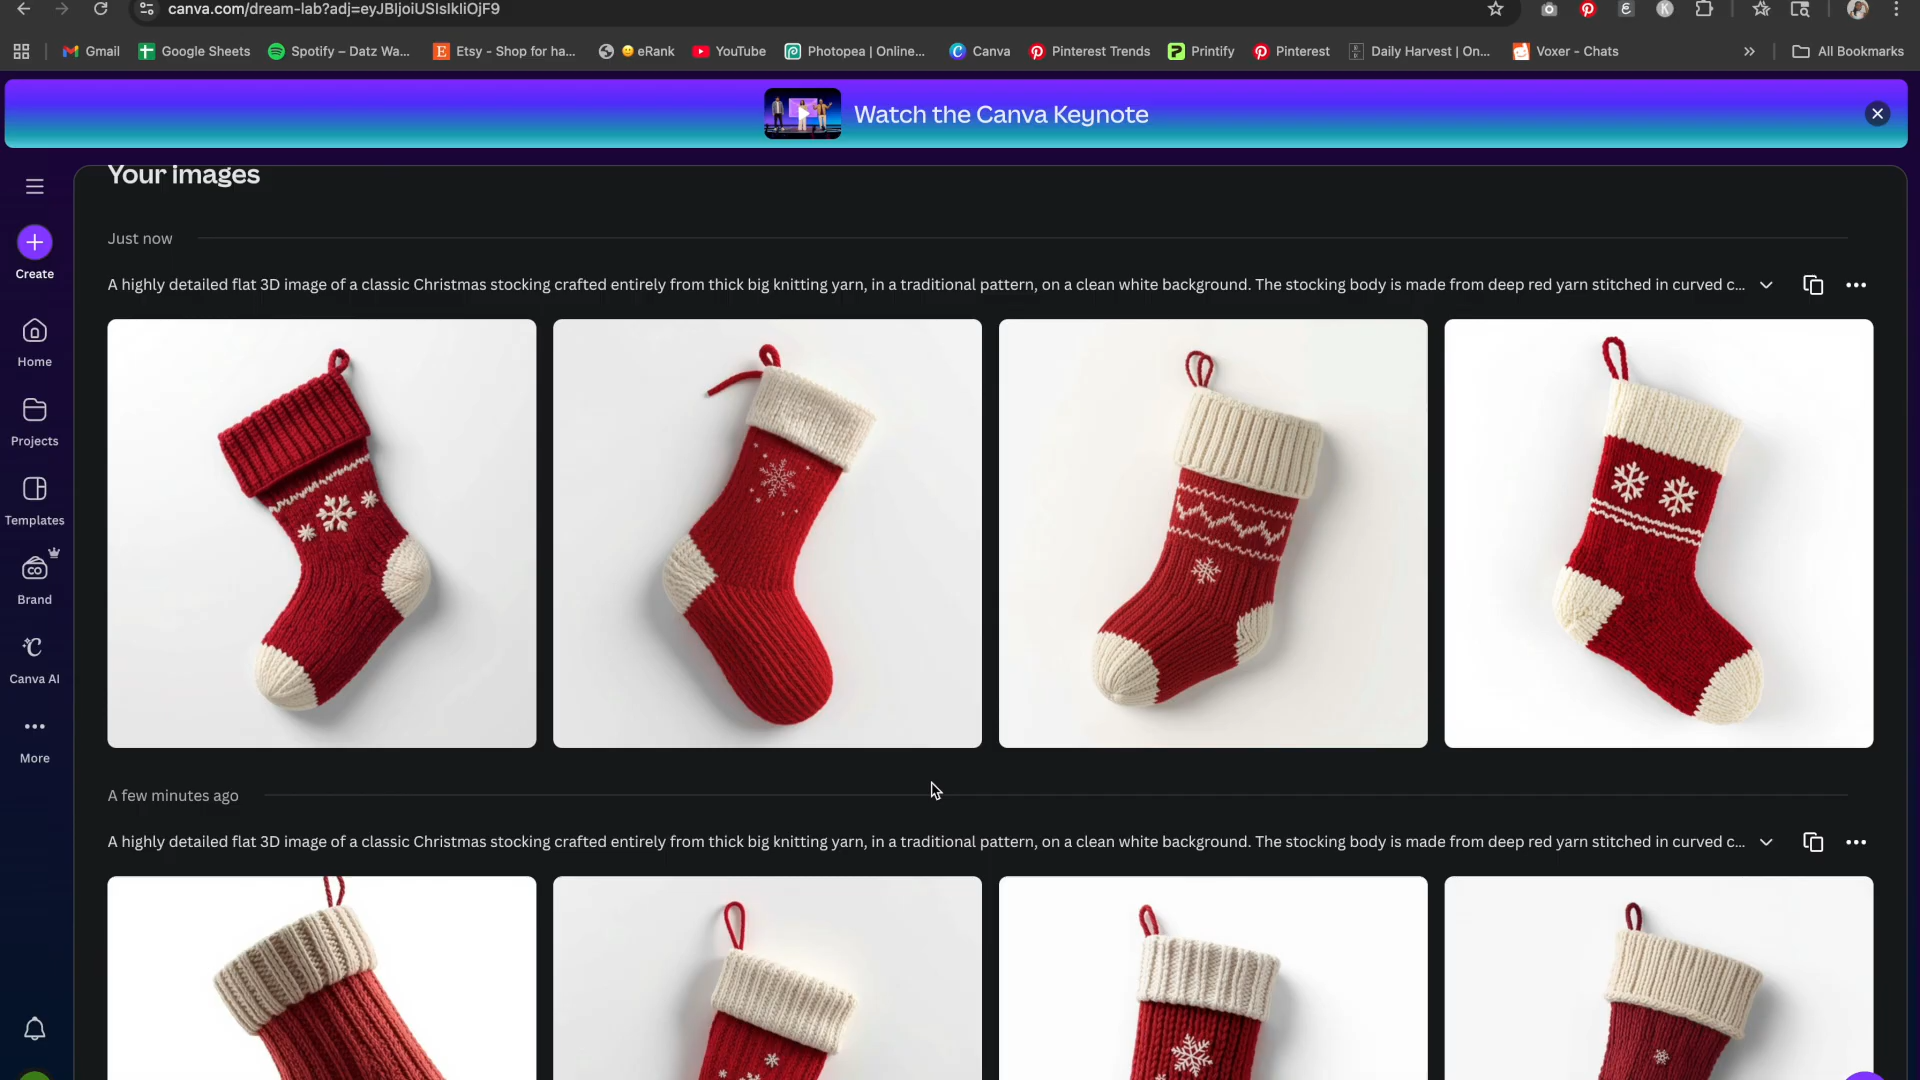 canva.com/dream-lab?adj=eyJBIjoiUSIsIkIiOjF9
Gmail
Google Sheets
Spotify – Datz Wa...
Etsy - Shop for ha...
eRank
YouTube
Photopea | Online...
Canva
Pinterest Trends
Printify
Pinterest
Daily Harvest | On...
Voxer - Chats
All Bookmarks
Watch the Canva Keynote
Create
Home
Projects
Templates
Brand
Canva AI
More
Your images
Just now
A highly detailed flat 3D image of a classic Christmas stocking crafted entirely from thick big knitting yarn, in a traditional pattern, on a clean white background. The stocking body is made from deep red yarn stitched in curved c...
A few minutes ago
A highly detailed flat 3D image of a classic Christmas stocking crafted entirely from thick big knitting yarn, in a traditional pattern, on a clean white background. The stocking body is made from deep red yarn stitched in curved c...